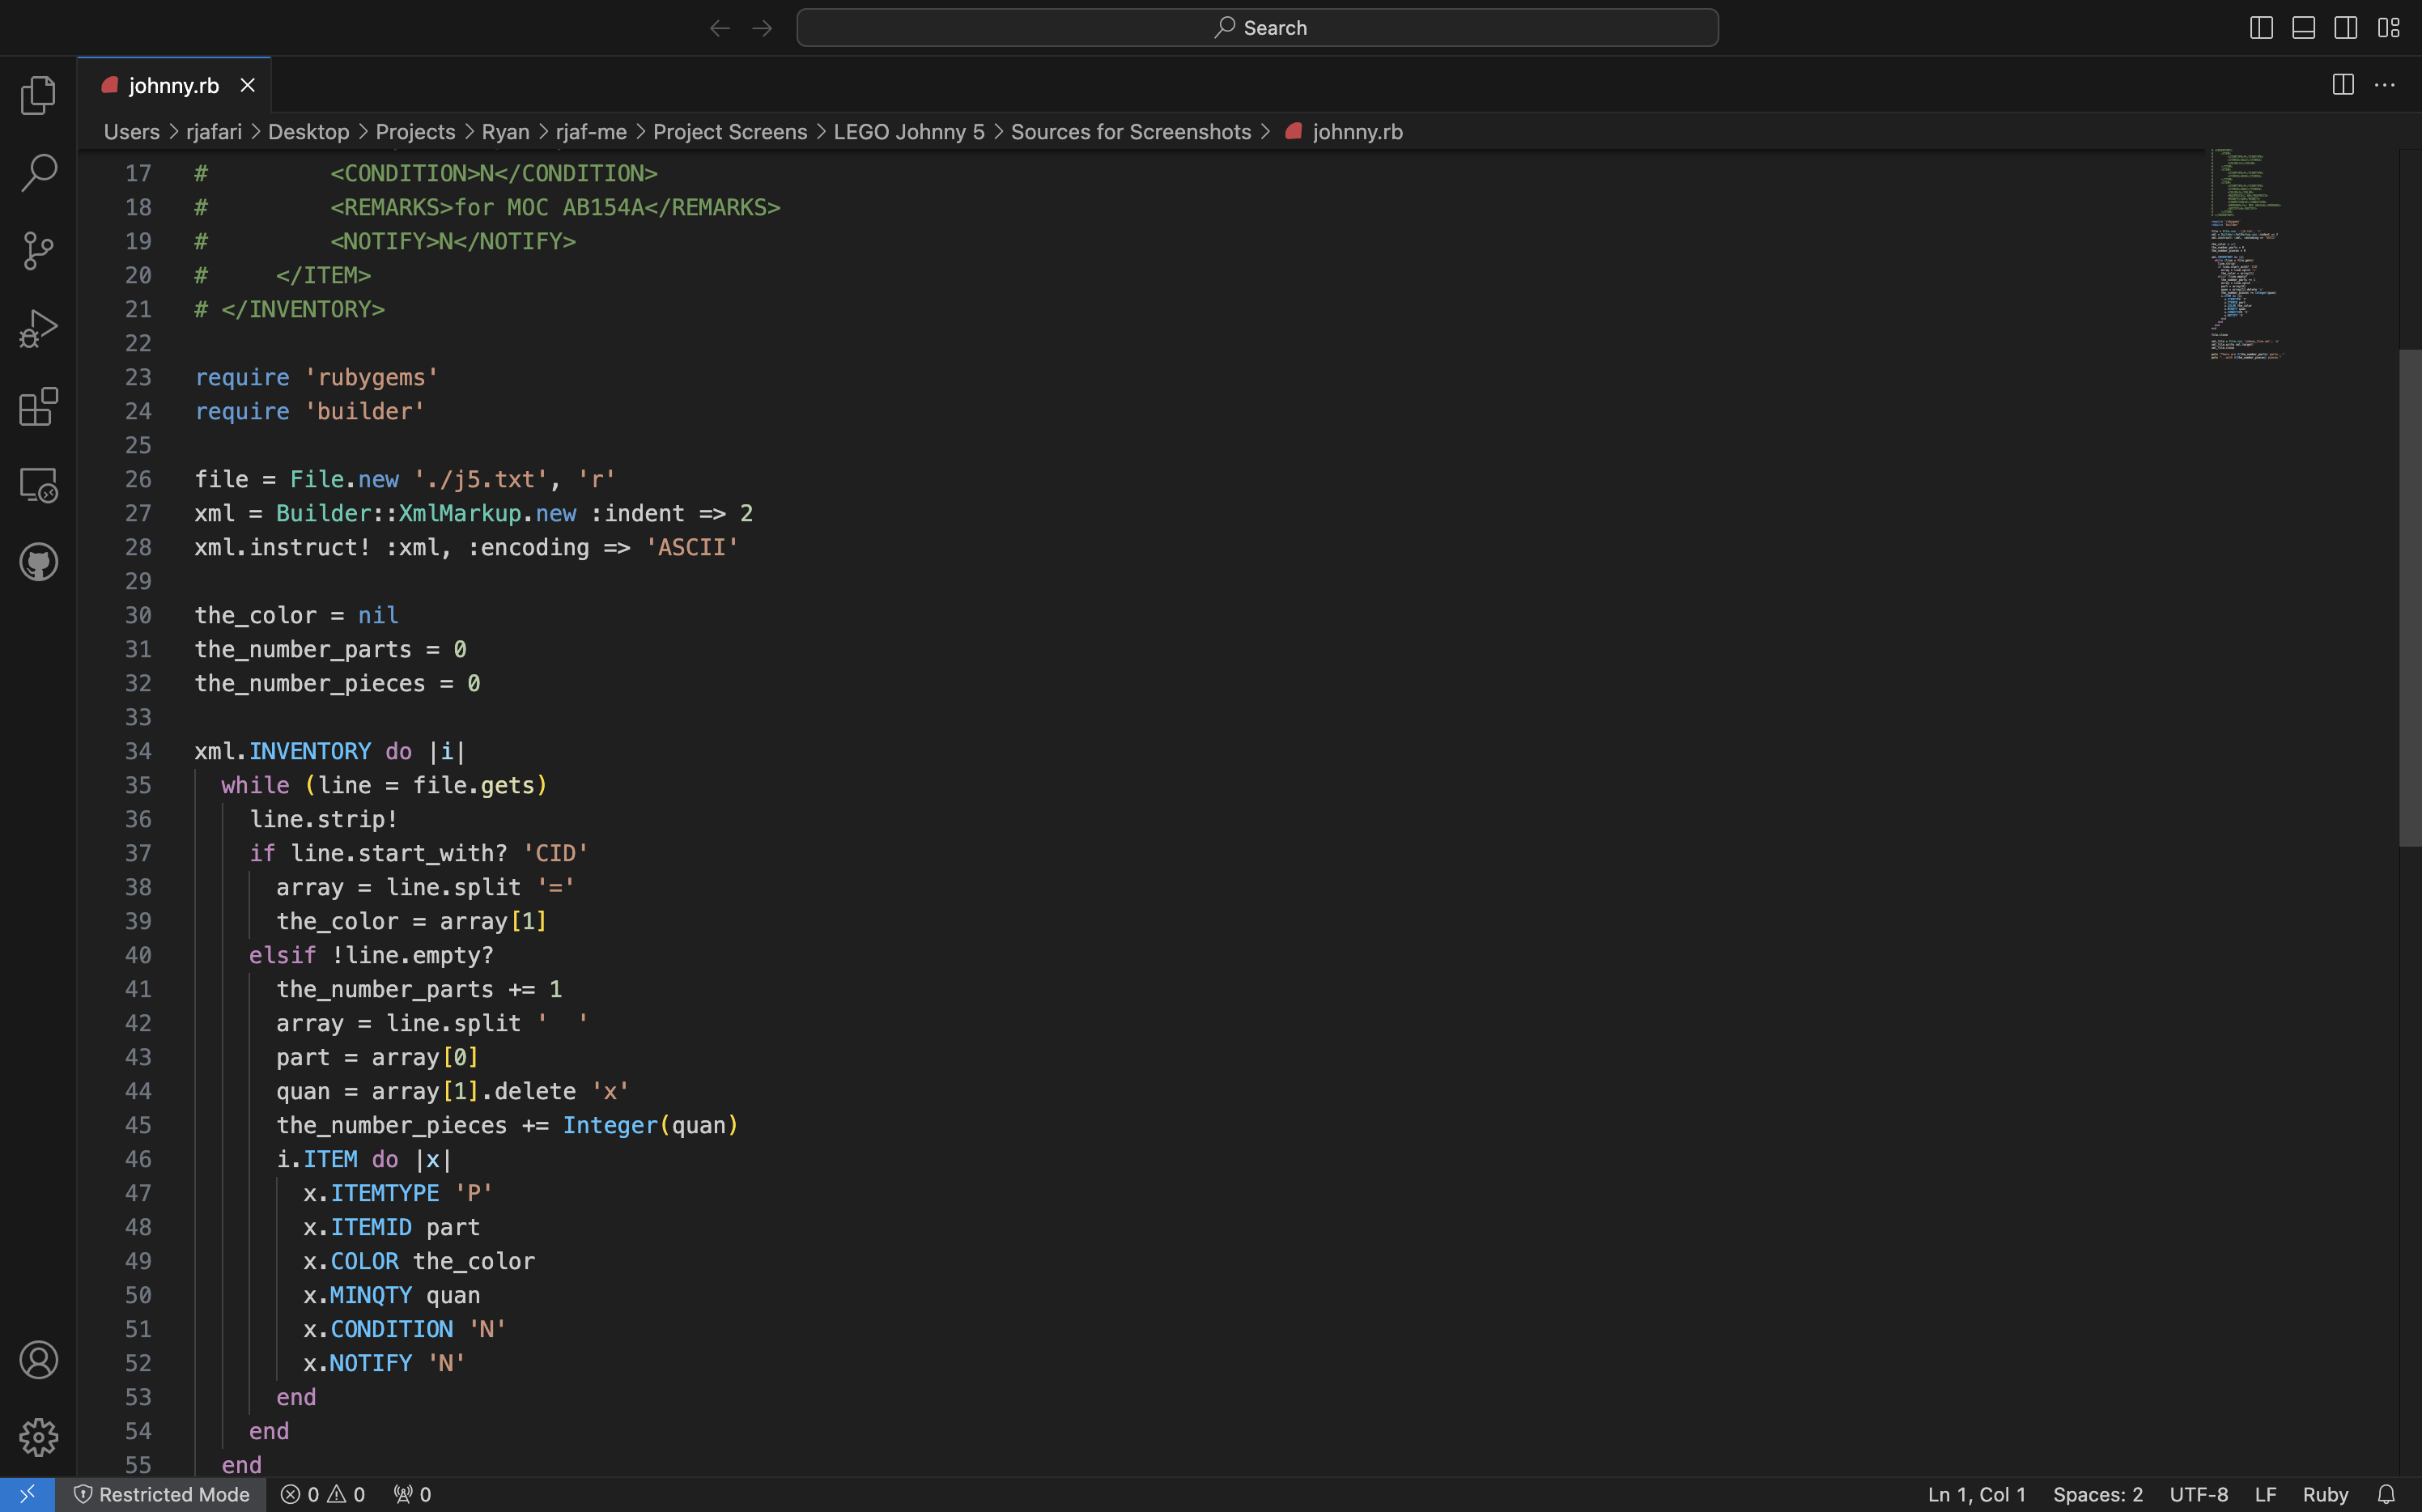 Search
johnny.rb
Users > rjafari > Desktop > Projects > Ryan > rjaf-me > Project Screens > LEGO Johnny 5 > Sources for Screenshots > johnny.rb
17 #         <CONDITION>N</CONDITION>
18 #         <REMARKS>for MOC AB154A</REMARKS>
19 #         <NOTIFY>N</NOTIFY>
20 #     </ITEM>
21 # </INVENTORY>
22
23 require 'rubygems'
24 require 'builder'
25
26 file = File.new './j5.txt', 'r'
27 xml = Builder::XmlMarkup.new :indent => 2
28 xml.instruct! :xml, :encoding => 'ASCII'
29
30 the_color = nil
31 the_number_parts = 0
32 the_number_pieces = 0
33
34 xml.INVENTORY do |i|
35   while (line = file.gets)
36     line.strip!
37     if line.start_with? 'CID'
38       array = line.split '='
39       the_color = array[1]
40     elsif !line.empty?
41       the_number_parts += 1
42       array = line.split '  '
43       part = array[0]
44       quan = array[1].delete 'x'
45       the_number_pieces += Integer(quan)
46       i.ITEM do |x|
47         x.ITEMTYPE 'P'
48         x.ITEMID part
49         x.COLOR the_color
50         x.MINQTY quan
51         x.CONDITION 'N'
52         x.NOTIFY 'N'
53       end
54     end
55   end
Restricted Mode 0 0 0 Ln 1, Col 1 Spaces: 2 UTF-8 LF Ruby